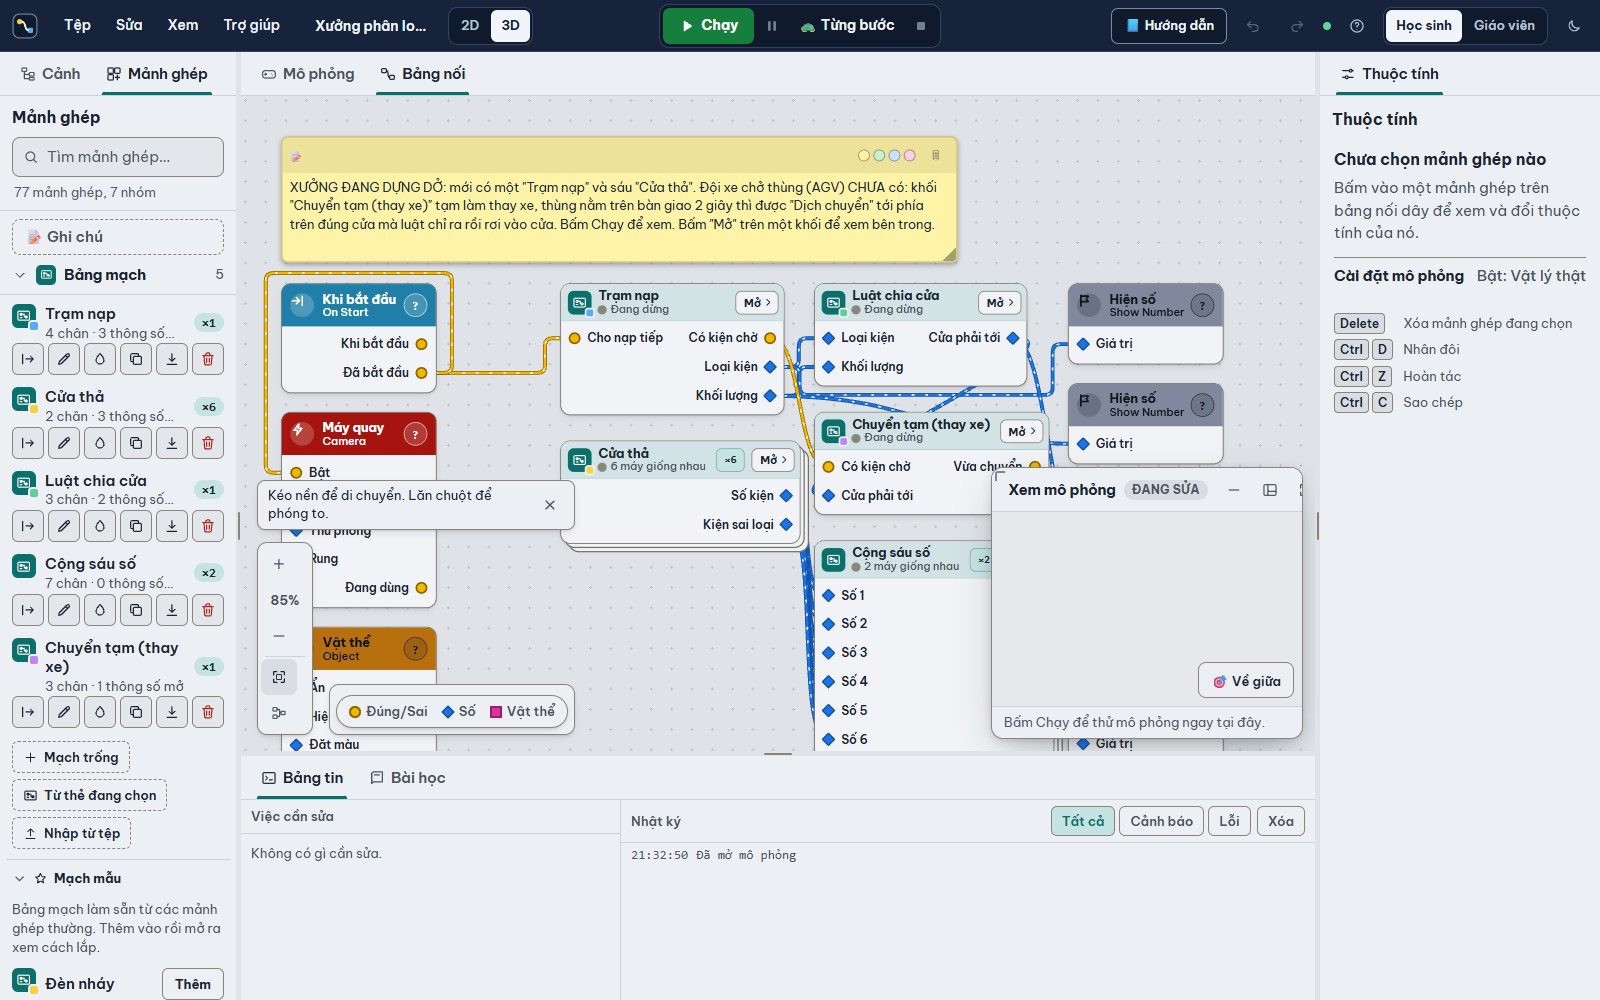 Tệp
Sửa
Xem
Trợ giúp
Xưởng phân lo...
2D
3D
Chạy
Từng bước
Hướng dẫn
Học sinh
Giáo viên
Cảnh
Mảnh ghép
Mảnh ghép
Tìm mảnh ghép...
77 mảnh ghép, 7 nhóm
Ghi chú
Bảng mạch
5
Trạm nạp
4 chân · 3 thông số...
×1
Cửa thả
2 chân · 3 thông số...
×6
Luật chia cửa
3 chân · 2 thông số...
×1
Cộng sáu số
7 chân · 0 thông số...
×2
Chuyển tạm (thay
xe)
3 chân · 1 thông số mở
×1
Mạch trống
Từ thẻ đang chọn
Nhập từ tệp
Mạch mẫu
Bảng mạch làm sẵn từ các mảnh
ghép thường. Thêm vào rồi mở ra
xem cách lắp.
Đèn nháy
Thêm
Mô phỏng
Bảng nối
XƯỞNG ĐANG DỰNG DỞ: mới có một "Trạm nạp" và sáu "Cửa thả". Đội xe chở thùng (AGV) CHƯA có: khối
"Chuyển tạm (thay xe)" tạm làm thay xe, thùng nằm trên bàn giao 2 giây thì được "Dịch chuyển" tới phía
trên đúng cửa mà luật chỉ ra rồi rơi vào cửa. Bấm Chạy để xem. Bấm "Mở" trên một khối để xem bên trong.
Khi bắt đầu
On Start
?
Khi bắt đầu
Đã bắt đầu
Máy quay
Camera
?
Bật
Thu phóng
Rung
Đang dùng
Vật thể
Object
?
Ẩn
Hiệ
Đặt màu
Kéo nền để di chuyển. Lăn chuột để
phóng to.
85%
Đúng/Sai
Số
Vật thể
Trạm nạp
Đang dừng
Mở
Cho nạp tiếp
Có kiện chờ
Loại kiện
Khối lượng
Cửa thả
6 máy giống nhau
×6
Mở
Số kiện
Kiện sai loại
Luật chia cửa
Đang dừng
Mở
Loại kiện
Cửa phải tới
Khối lượng
Chuyển tạm (thay xe)
Đang dừng
Mở
Có kiện chờ
Vừa chuyển
Cửa phải tới
Cộng sáu số
2 máy giống nhau
×2
Số 1
Số 2
Số 3
Số 4
Số 5
Số 6
Hiện số
Show Number
?
Giá trị
Hiện số
Show Number
?
Giá trị
Xem mô phỏng
ĐANG SỬA
Về giữa
Bấm Chạy để thử mô phỏng ngay tại đây.
Giá trị
Bảng tin
Bài học
Việc cần sửa
Không có gì cần sửa.
Nhật ký
Tất cả
Cảnh báo
Lỗi
Xóa
21:32:50 Đã mở mô phỏng
Thuộc tính
Thuộc tính
Chưa chọn mảnh ghép nào
Bấm vào một mảnh ghép trên
bảng nối dây để xem và đổi thuộc
tính của nó.
Cài đặt mô phỏng
Bật: Vật lý thật
Delete
Xóa mảnh ghép đang chọn
Ctrl D
Nhân đôi
Ctrl Z
Hoàn tác
Ctrl C
Sao chép